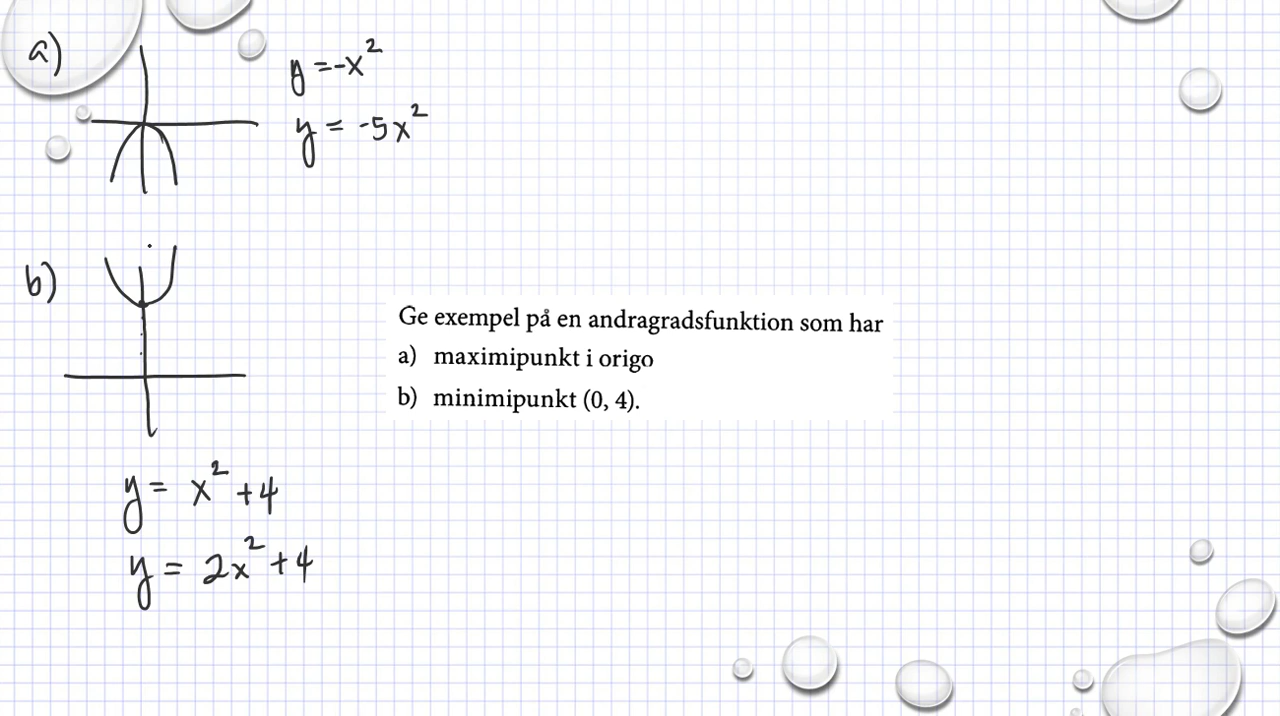 a)
y = -x²
y = -5x²
b)
Ge exempel på en andragradsfunktion som har
a) maximipunkt i origo
b) minimipunkt (0, 4).
y = x² + 4
y = 2x² + 4